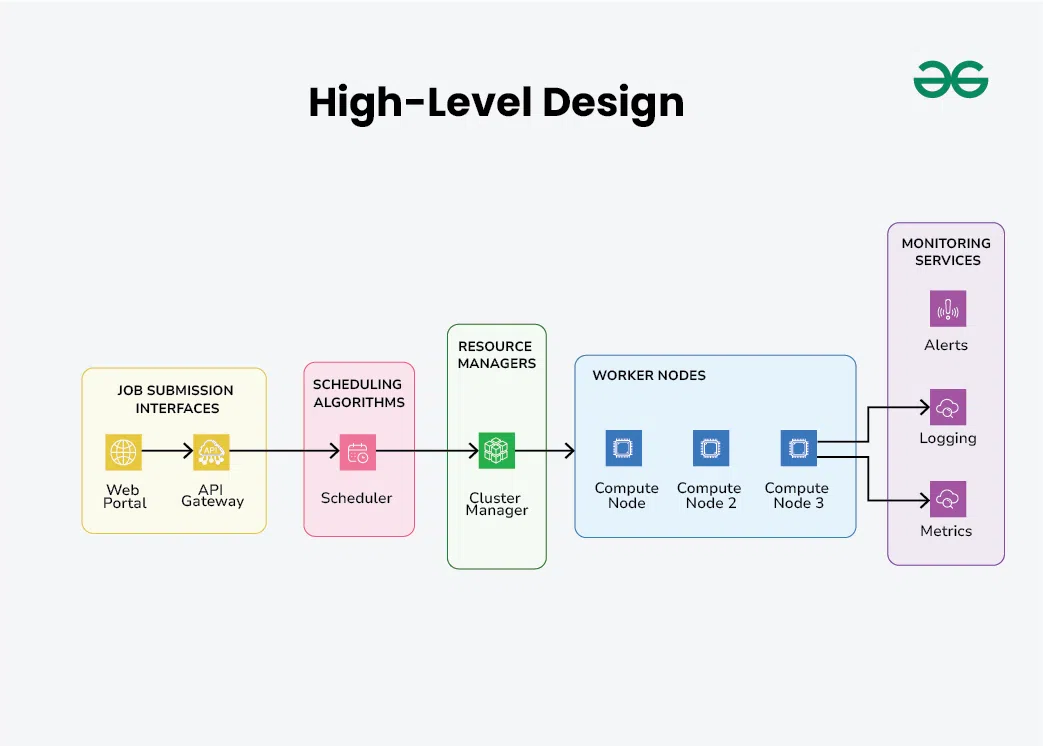 High-Level Design
JOB SUBMISSION
INTERFACES
Web
Portal
API
API
Gateway
SCHEDULING
ALGORITHMS
Scheduler
RESOURCE
MANAGERS
Cluster
Manager
WORKER NODES
Compute
Node
Compute
Node 2
Compute
Node 3
MONITORING
SERVICES
Alerts
Logging
Metrics